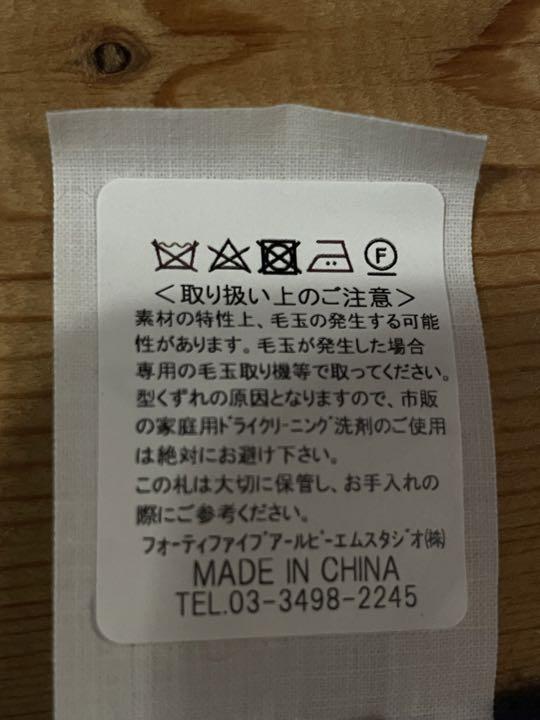 F
＜取り扱い上のご注意＞
素材の特性上、毛玉の発生する可能
性があります。毛玉が発生した場合
専用の毛玉取り機等で取ってください。
型くずれの原因となりますので、市販
の家庭用ﾄﾞﾗｲｸﾘｰﾆﾝｸﾞ洗剤のご使用
は絶対にお避け下さい。
この札は大切に保管し、お手入れの
際にご参考ください。
ﾌｫｰﾃｨﾌｧｲﾌﾞｱｰﾙﾋﾟｰｴﾑｽﾀｼﾞｵ㈱
MADE IN CHINA
TEL.03-3498-2245